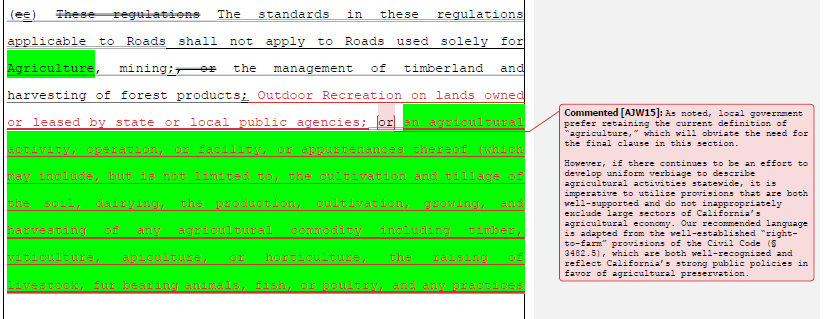 (ee) These regulations The standards in these regulations
applicable to Roads shall not apply to Roads used solely for
Agriculture, mining;, or the management of timberland and
harvesting of forest products; Outdoor Recreation on lands owned
or leased by state or local public agencies; or an agricultural
activity, operation, or facility, or appurtenances thereof (which
may include, but is not limited to, the cultivation and tillage of
the soil, dairying, the production, cultivation, growing, and
harvesting of any agricultural commodity including timber,
viticulture, apiculture, or horticulture, the raising of
livestock, fur bearing animals, fish, or poultry, and any practices
Commented [AJW15]: As noted, local government
prefer retaining the current definition of
"agriculture," which will obviate the need for
the final clause in this section.
However, if there continues to be an effort to
develop uniform verbiage to describe
agricultural activities statewide, it is
imperative to utilize provisions that are both
well-supported and do not inappropriately
exclude large sectors of California's
agricultural economy. Our recommended language
is adapted from the well-established "right-
to-farm" provisions of the Civil Code (§
3482.5), which are both well-recognized and
reflect California's strong public policies in
favor of agricultural preservation.